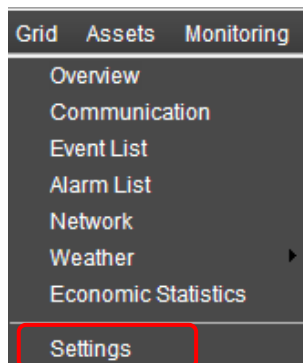 Grid Assets Monitoring
Overview
Communication
Event List
Alarm List
Network
Weather
Economic Statistics
Settings